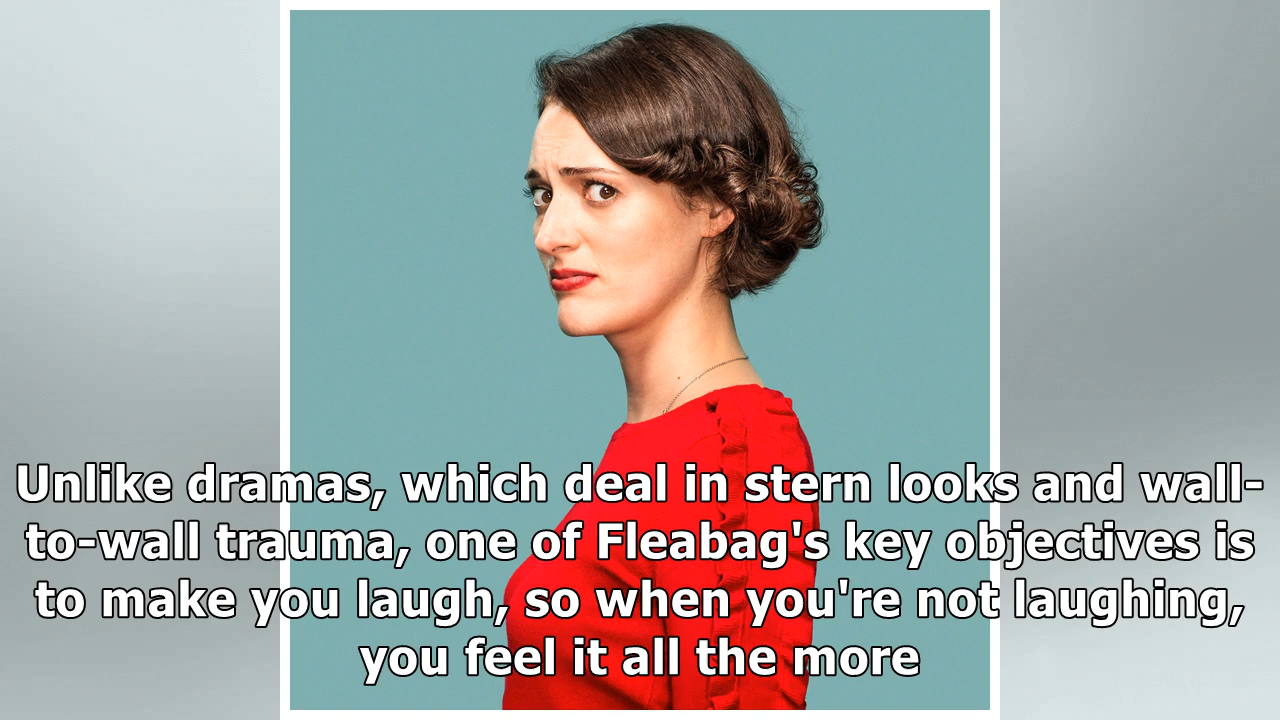 Unlike dramas, which deal in stern looks and wall-
to-wall trauma, one of Fleabag's key objectives is
to make you laugh, so when you're not laughing,
you feel it all the more